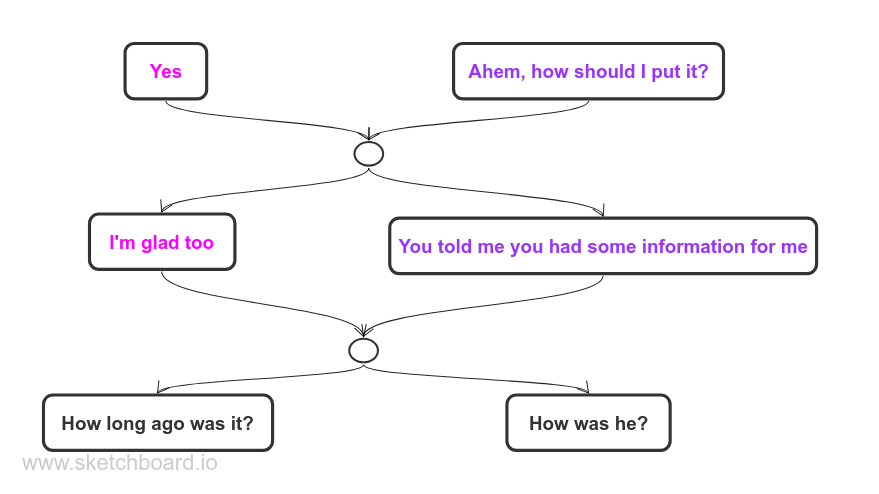 Yes
Ahem, how should I put it?
I'm glad too
You told me you had some information for me
How long ago was it?
How was he?
www.sketchboard.io